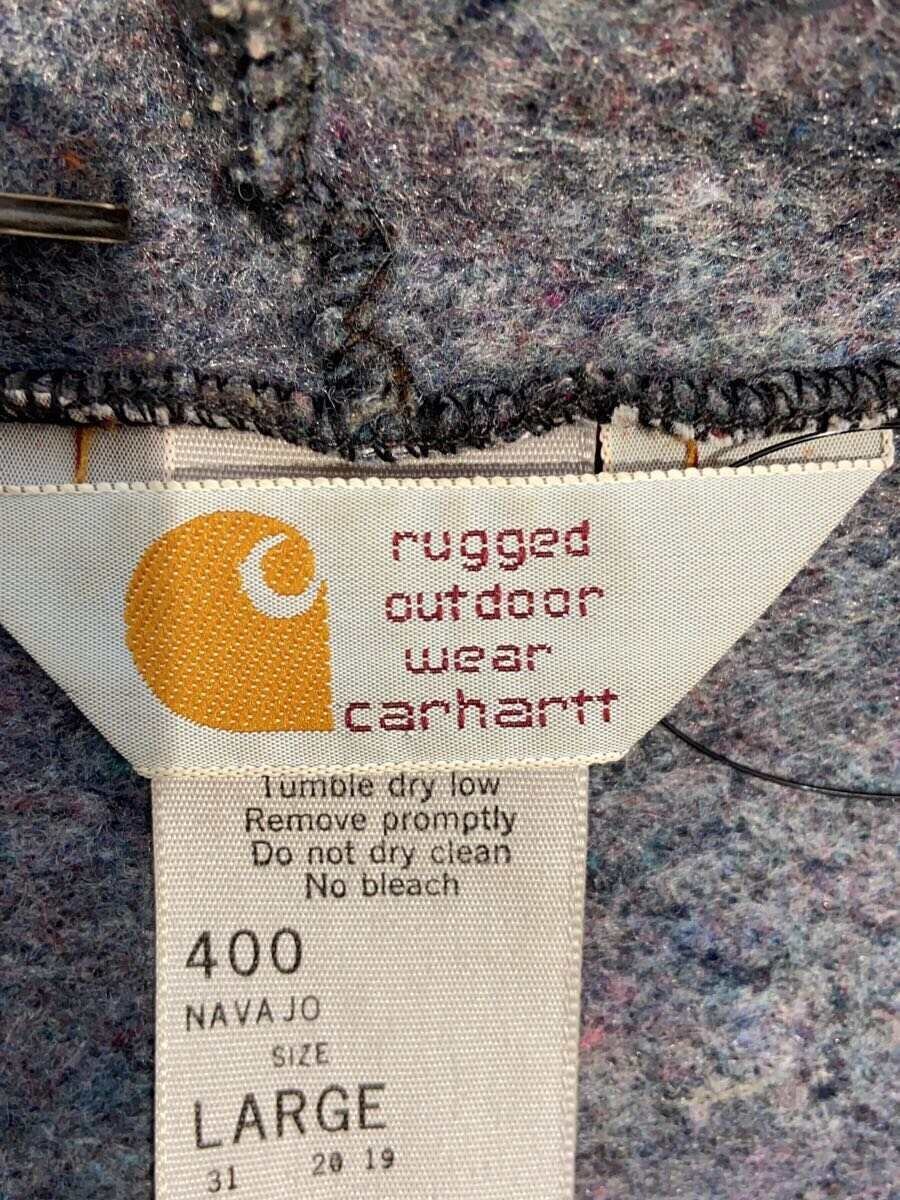 rugged
outdoor
wear
carhartt
Tumble dry low
Remove promptly
Do not dry clean
No bleach
400
NAVAJO
SIZE
LARGE
31 20 19